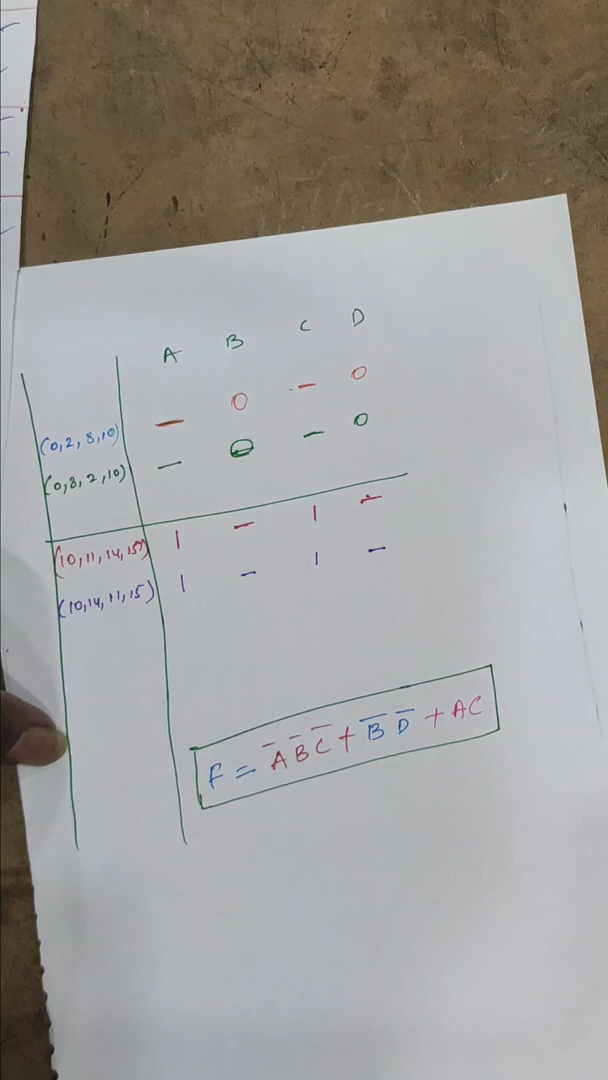 A B C D
(0,2,8,10) — 0 — 0
(0,8,2,10) — 0 — 0
(10,11,14,15) 1 — 1 —
(10,14,11,15) 1 — 1 —
F = A̅ B̅ C̅ + B̅ D̅ + AC